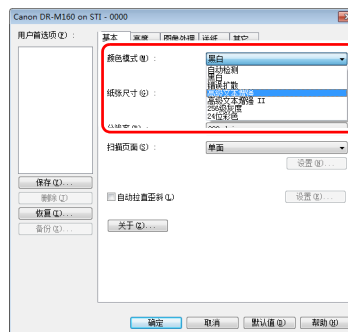 Canon DR-M160 on STI - 0000
用户首选项(F) :
基本 亮度 图像处理 送纸 其它
颜色模式(M) :
黑白
自动检测
黑白
错误扩散
高级文本增强
高级文本增强 II
256级灰度
24位彩色
纸张尺寸(G) :
扫描页面(S) :
单面
设置(W)...
保存(V)...
删除(T)
恢复(T)...
备份(K)...
自动拉直歪斜(L)
设置(Z)...
关于(Z)...
确定 取消 默认值(D) 帮助(H)